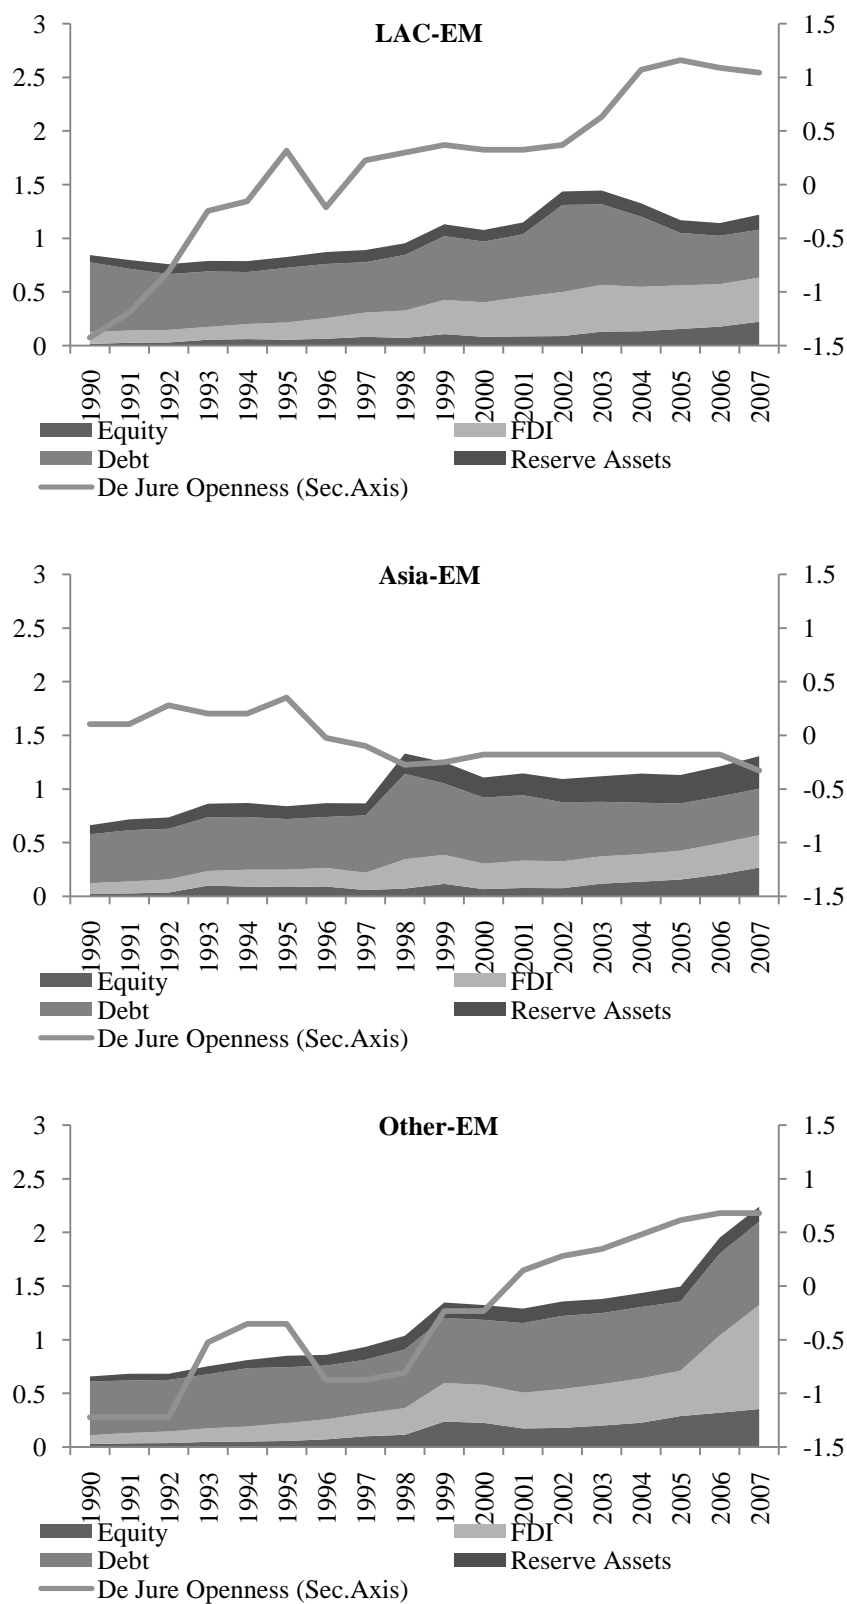 LAC-EM
3 1.5
2.5 1
2 0.5
1.5 0
1 -0.5
0.5 -1
0 -1.5
1990 1991 1992 1993 1994 1995 1996 1997 1998 1999 2000 2001 2002 2003 2004 2005 2006 2007
Equity FDI
Debt Reserve Assets
De Jure Openness (Sec.Axis)
Asia-EM
3 1.5
2.5 1
2 0.5
1.5 0
1 -0.5
0.5 -1
0 -1.5
1990 1991 1992 1993 1994 1995 1996 1997 1998 1999 2000 2001 2002 2003 2004 2005 2006 2007
Equity FDI
Debt Reserve Assets
De Jure Openness (Sec.Axis)
Other-EM
3 1.5
2.5 1
2 0.5
1.5 0
1 -0.5
0.5 -1
0 -1.5
1990 1991 1992 1993 1994 1995 1996 1997 1998 1999 2000 2001 2002 2003 2004 2005 2006 2007
Equity FDI
Debt Reserve Assets
De Jure Openness (Sec.Axis)